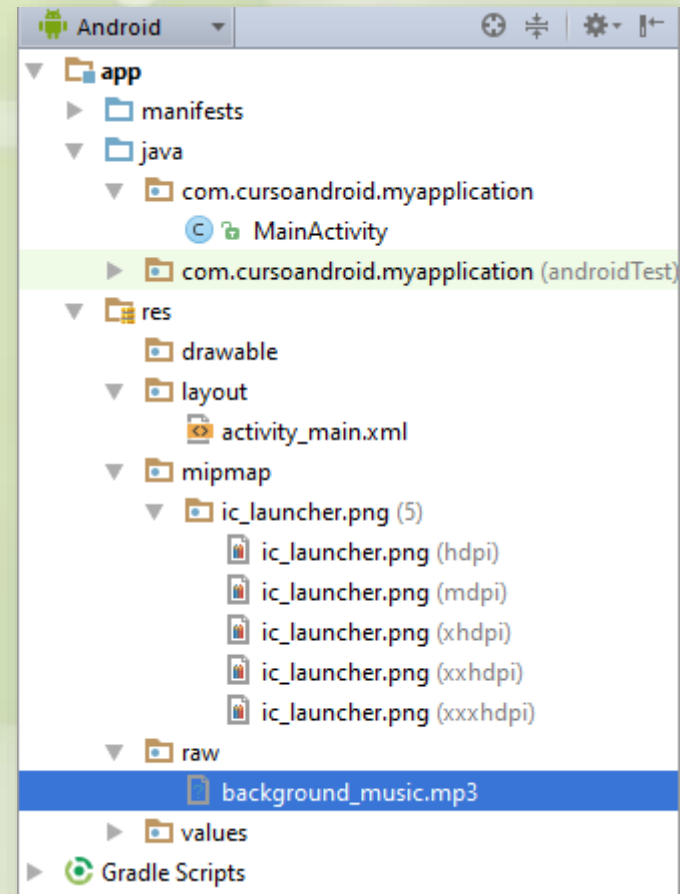 Android
app
manifests
java
com.cursoandroid.myapplication
MainActivity
com.cursoandroid.myapplication (androidTest)
res
drawable
layout
activity_main.xml
mipmap
ic_launcher.png (5)
ic_launcher.png (hdpi)
ic_launcher.png (mdpi)
ic_launcher.png (xhdpi)
ic_launcher.png (xxhdpi)
ic_launcher.png (xxxhdpi)
raw
background_music.mp3
values
Gradle Scripts